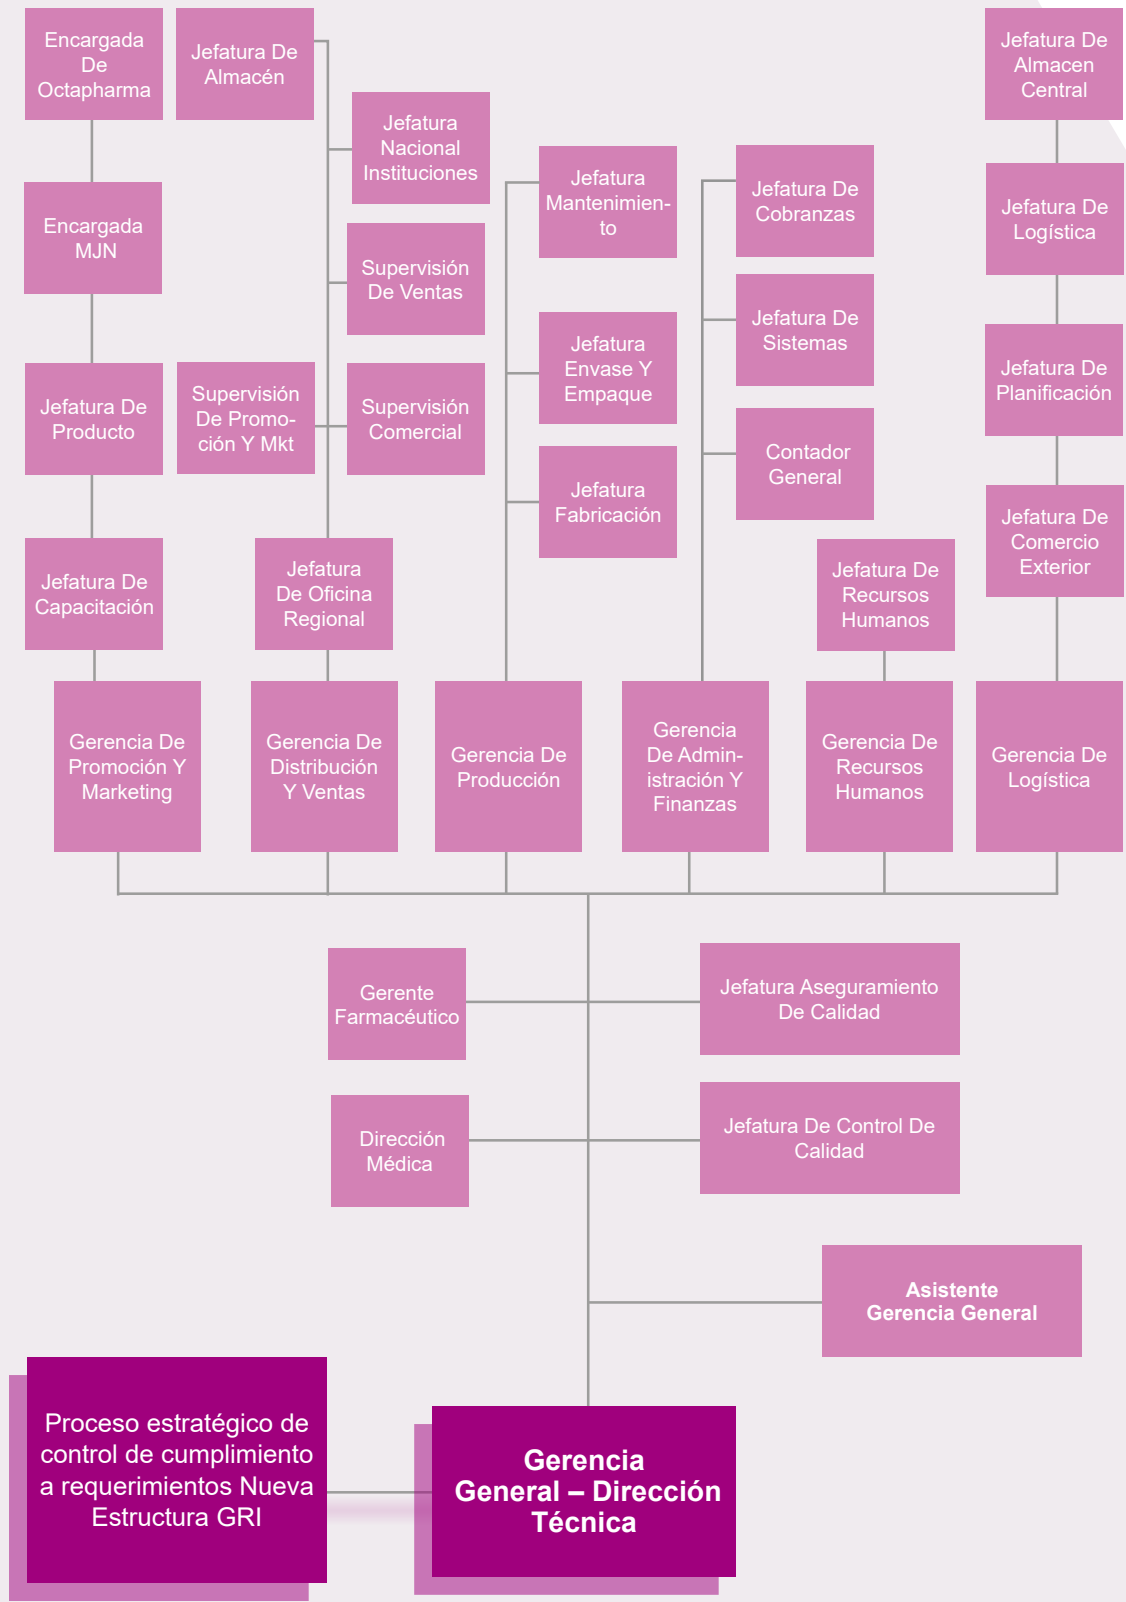 Encargada
De
Octapharma
Jefatura De
Almacén
Jefatura De
Almacen
Central
Jefatura
Nacional
Instituciones
Jefatura
Mantenimien-
to
Jefatura De
Cobranzas
Jefatura De
Logística
Encargada
MJN
Supervisión
De Ventas
Jefatura
Envase Y
Empaque
Jefatura De
Sistemas
Jefatura De
Planificación
Jefatura De
Producto
Supervisión
De Promo-
ción Y Mkt
Supervisión
Comercial
Contador
General
Jefatura
Fabricación
Jefatura De
Comercio
Exterior
Jefatura De
Capacitación
Jefatura
De Oficina
Regional
Jefatura De
Recursos
Humanos
Gerencia De
Promoción Y
Marketing
Gerencia De
Distribución
Y Ventas
Gerencia De
Producción
Gerencia
De Admin-
istración Y
Finanzas
Gerencia De
Recursos
Humanos
Gerencia De
Logística
Gerente
Farmacéutico
Jefatura Aseguramiento
De Calidad
Dirección
Médica
Jefatura De Control De
Calidad
Asistente
Gerencia General
Proceso estratégico de
control de cumplimiento
a requerimientos Nueva
Estructura GRI
Gerencia
General – Dirección
Técnica